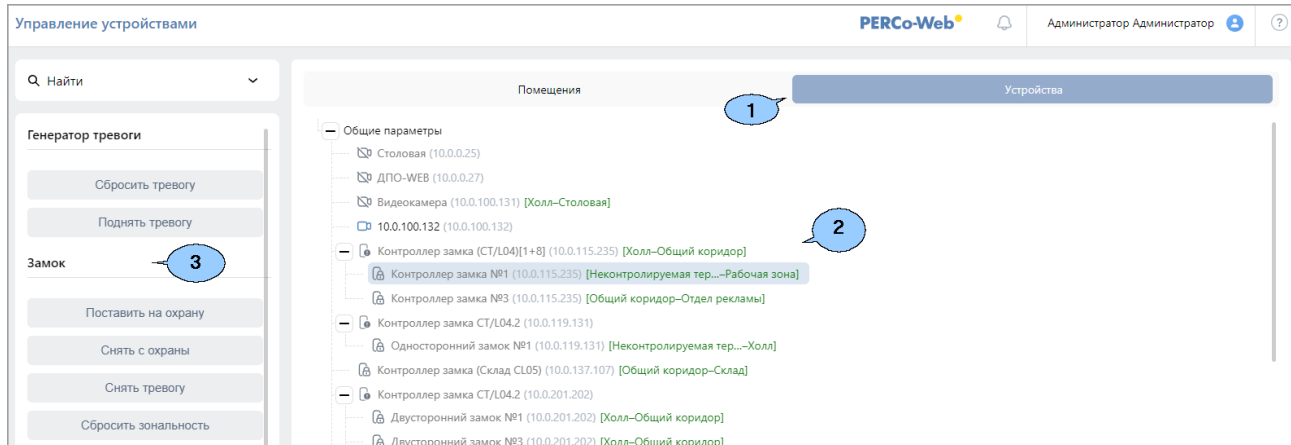 Управление устройствами
PERCo-Web
Администратор Администратор
?
Найти
Генератор тревоги
Сбросить тревогу
Поднять тревогу
Замок
3
Поставить на охрану
Снять с охраны
Снять тревогу
Сбросить зональность
Помещения
Устройства
1
Общие параметры
Столовая (10.0.0.25)
ДПО-WEB (10.0.0.27)
Видеокамера (10.0.100.131) [Холл–Столовая]
10.0.100.132 (10.0.100.132)
2
Контроллер замка (CT/L04)[1+8] (10.0.115.235) [Холл–Общий коридор]
Контроллер замка №1 (10.0.115.235) [Неконтролируемая тер...–Рабочая зона]
Контроллер замка №3 (10.0.115.235) [Общий коридор–Отдел рекламы]
Контроллер замка CT/L04.2 (10.0.119.131)
Односторонний замок №1 (10.0.119.131) [Неконтролируемая тер...–Холл]
Контроллер замка (Склад CL05) (10.0.137.107) [Общий коридор–Склад]
Контроллер замка CT/L04.2 (10.0.201.202)
Двусторонний замок №1 (10.0.201.202) [Холл–Общий коридор]
Двусторонний замок №3 (10.0.201.202) [Холл–Общий коридор]